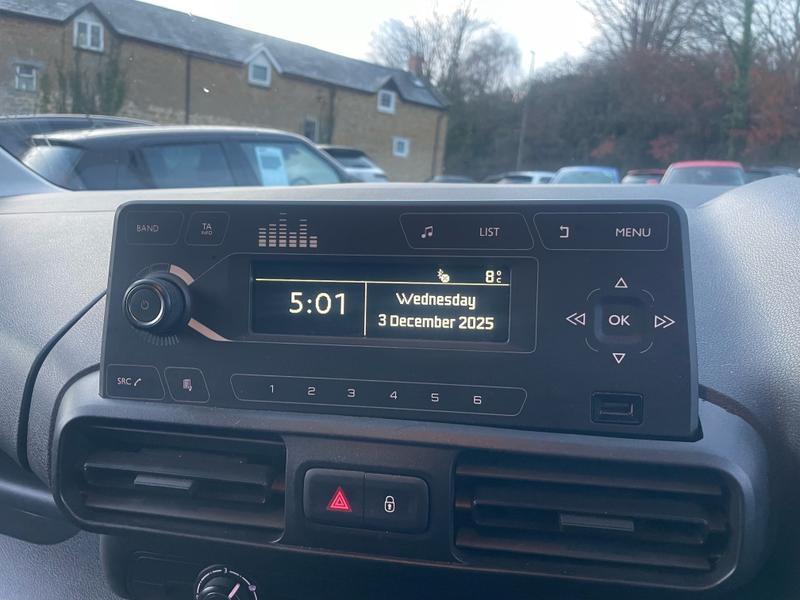 BAND
TA
INFO
LIST
MENU
8°C
5:01
Wednesday
3 December 2025
OK
SRC
1 2 3 4 5 6
3